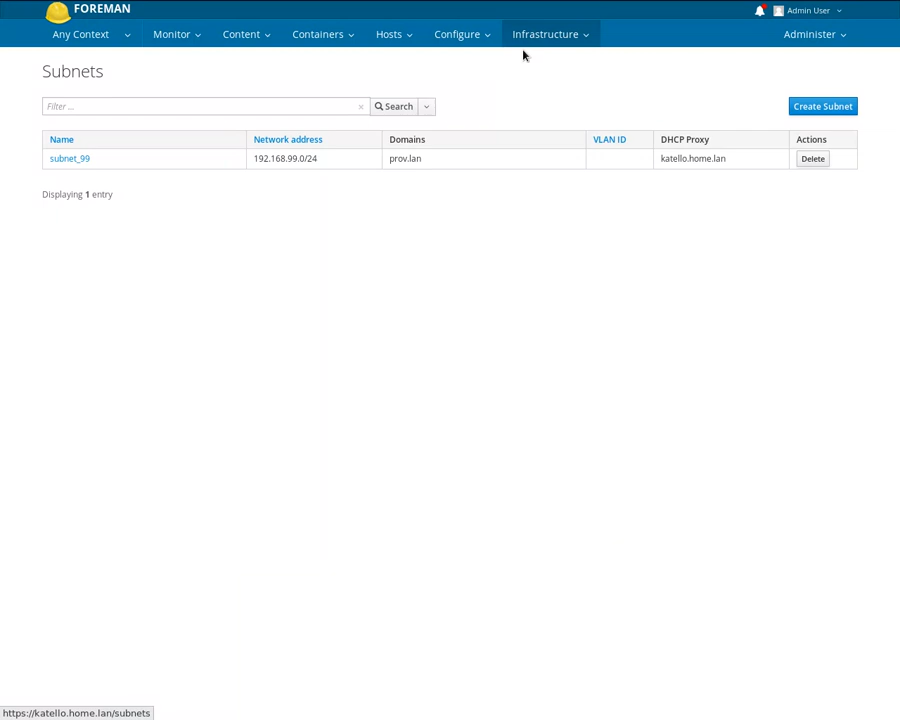 FOREMAN
Admin User
Any Context Monitor Content Containers Hosts Configure Infrastructure Administer
Subnets
Filter ... × Search Create Subnet
Name Network address Domains VLAN ID DHCP Proxy Actions
subnet_99 192.168.99.0/24 prov.lan katello.home.lan Delete
Displaying 1 entry
https://katello.home.lan/subnets